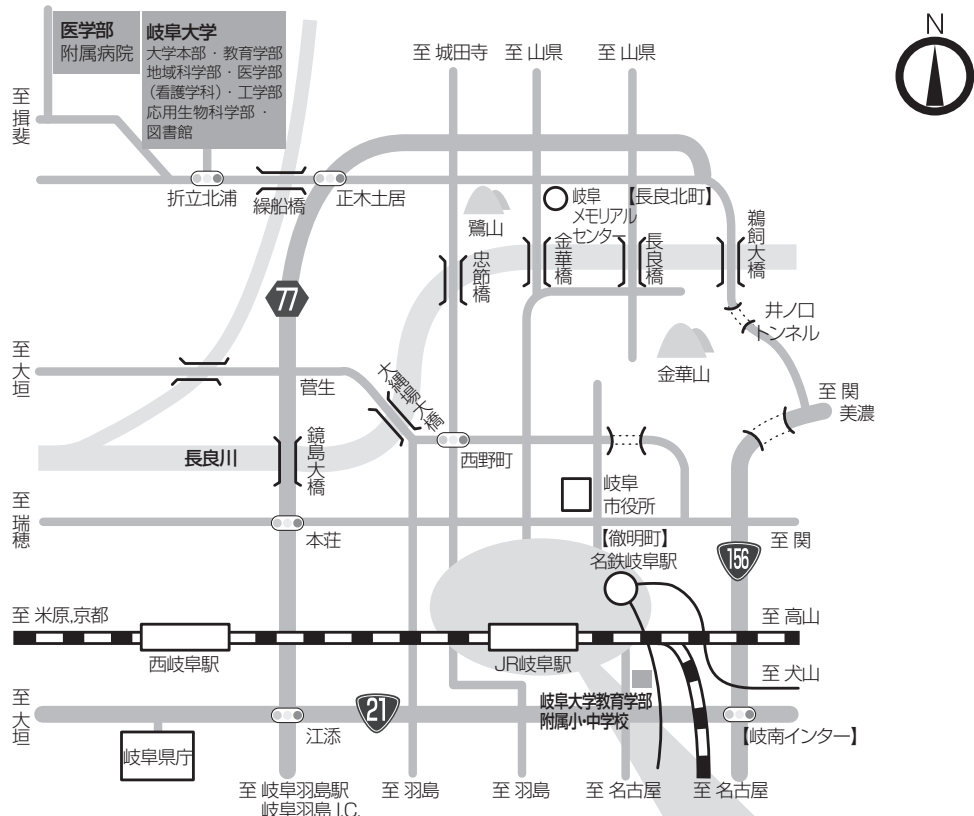 医学部
附属病院
岐阜大学
大学本部・教育学部
地域科学部・医学部
(看護学科)・工学部
応用生物科学部・
図書館
N
至 城田寺
至 山県
至 山県
至 揖斐
折立北浦
繰船橋
正木土居
鷺山
岐阜
メモリアル
センター
【長良北町】
鵜飼大橋
忠節橋
金華橋
長良橋
77
井ノ口
トンネル
金華山
至 大垣
菅生
大縄場大橋
至 関
美濃
長良川
鏡島大橋
西野町
岐阜
市役所
至 瑞穂
本荘
【徹明町】
名鉄岐阜駅
至 関
156
至 米原,京都
至 高山
西岐阜駅
JR岐阜駅
至 犬山
岐阜大学教育学部
附属小・中学校
至 大垣
21
江添
【岐南インター】
岐阜県庁
至 岐阜羽島駅
岐阜羽島 I.C.
至 羽島
至 羽島
至 名古屋
至 名古屋